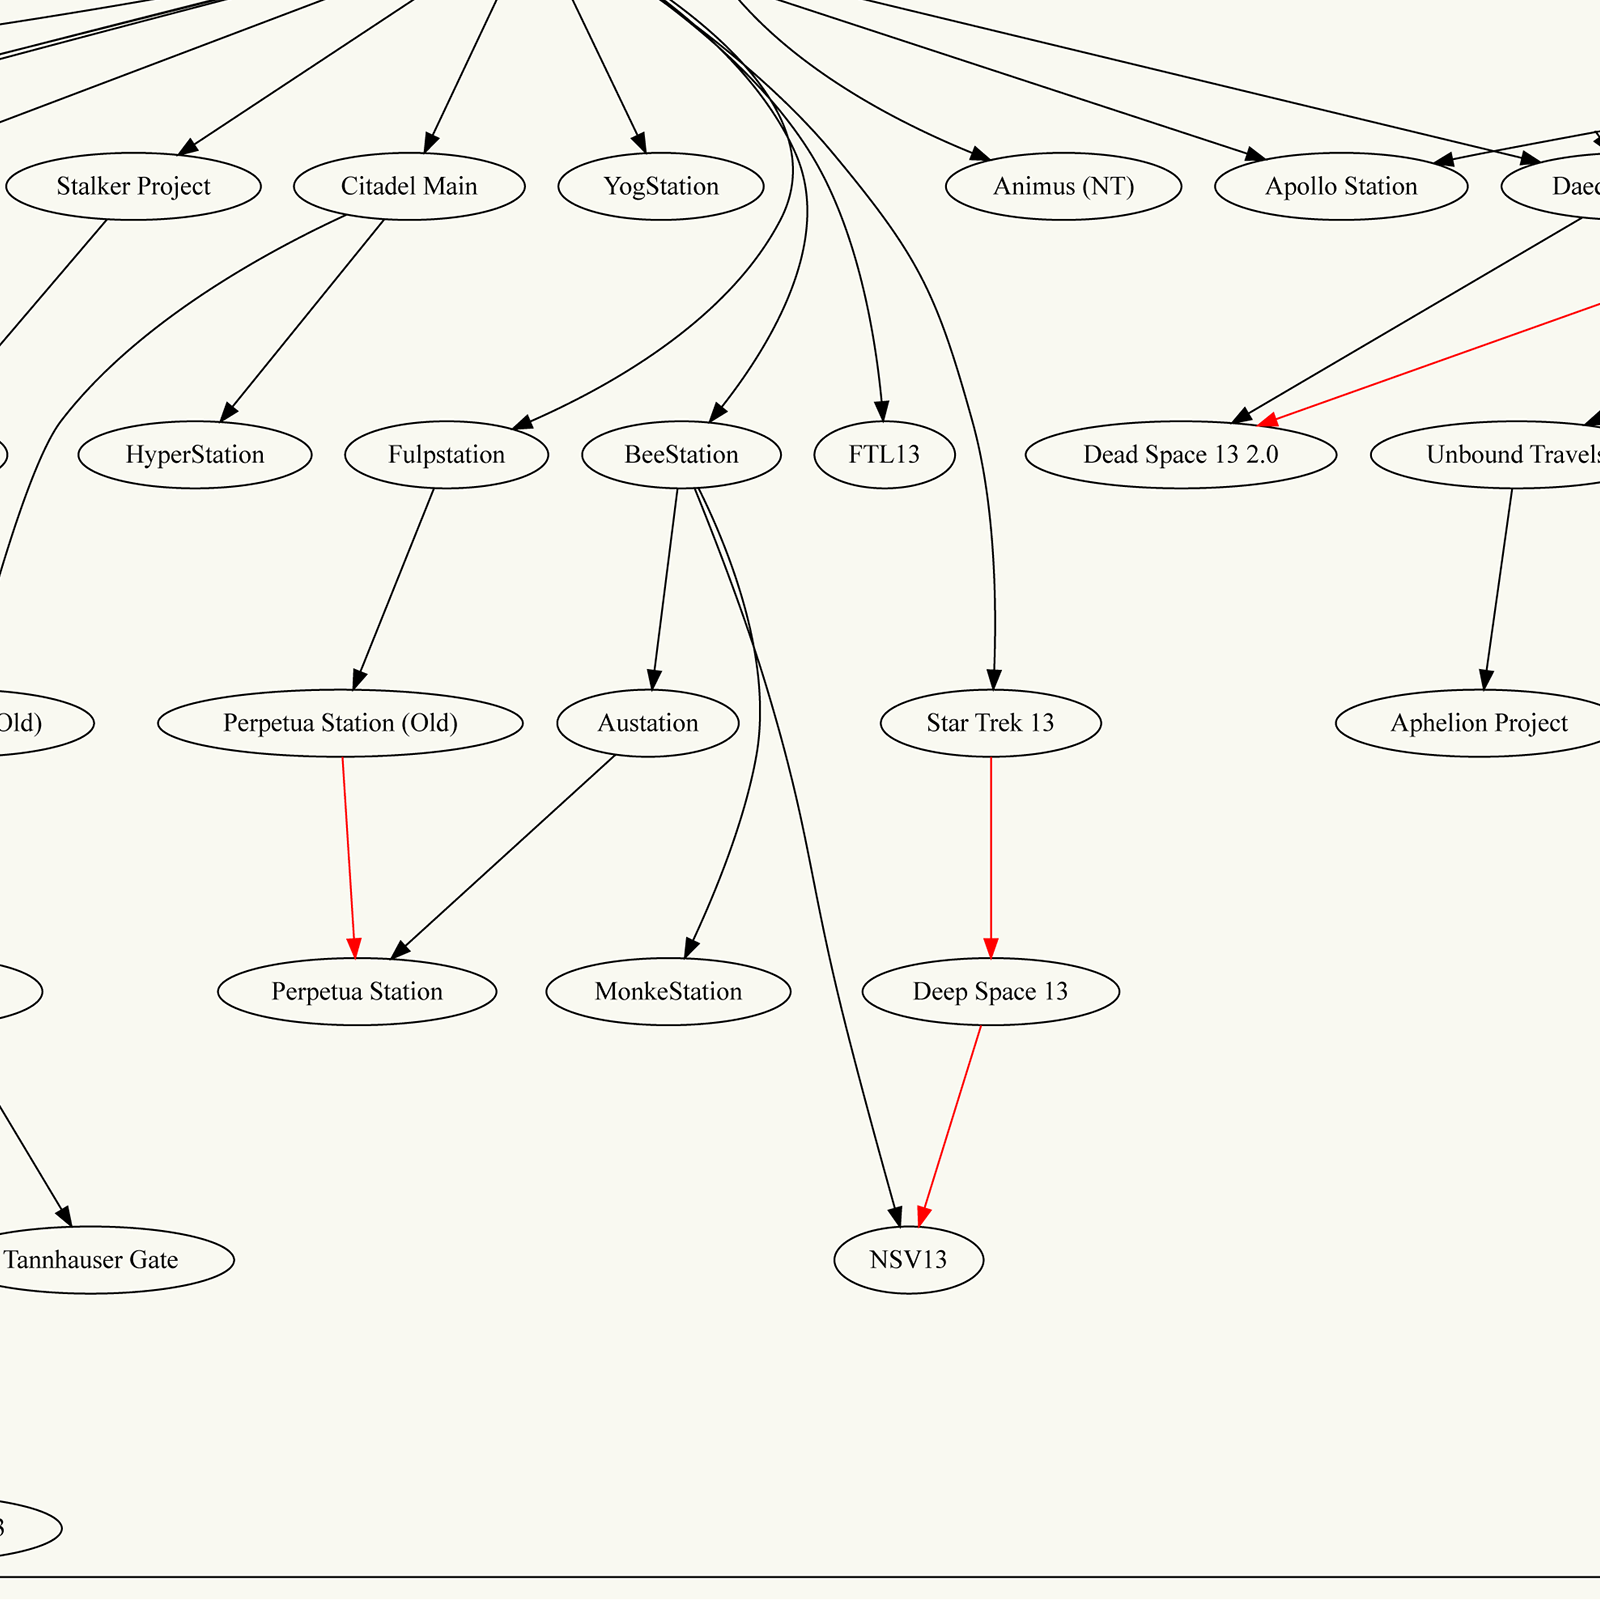 Stalker Project
Citadel Main
YogStation
Animus (NT)
Apollo Station
HyperStation
Fulpstation
BeeStation
FTL13
Dead Space 13 2.0
Unbound Travels
Old)
Perpetua Station (Old)
Austation
Star Trek 13
Aphelion Project
Perpetua Station
MonkeStation
Deep Space 13
Tannhauser Gate
NSV13